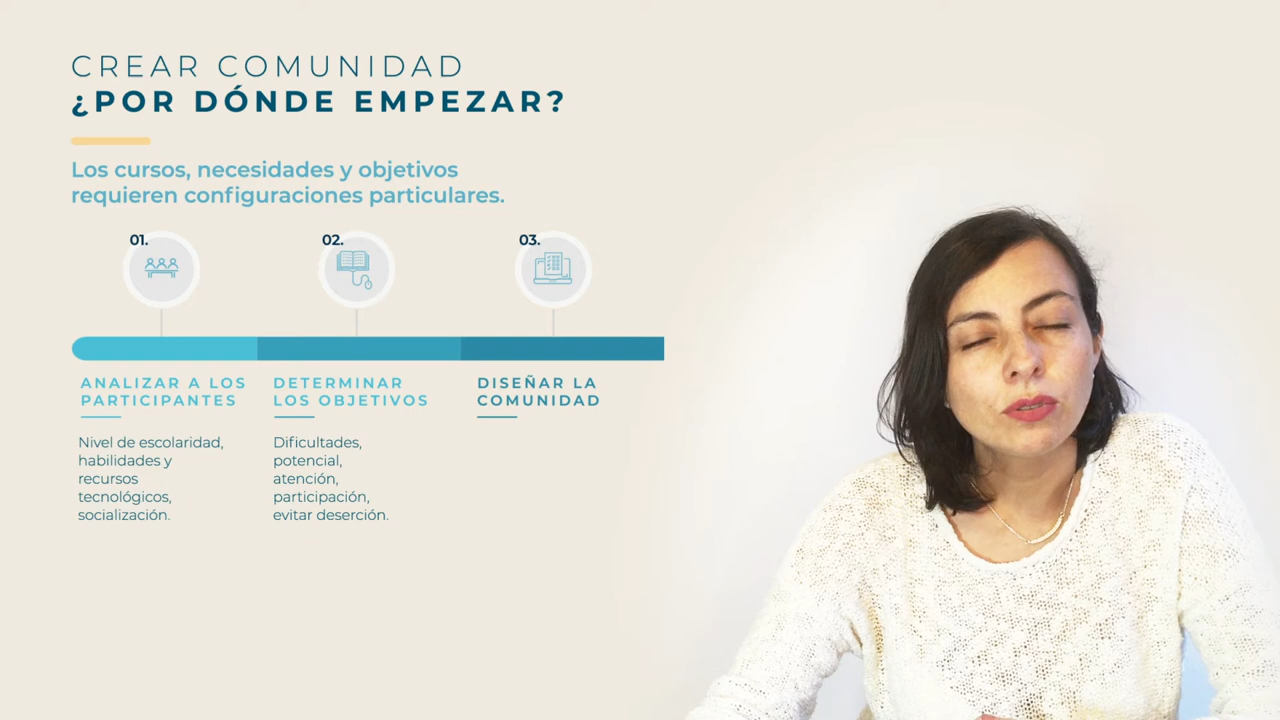 CREAR COMUNIDAD
¿POR DÓNDE EMPEZAR?
Los cursos, necesidades y objetivos
requieren configuraciones particulares.
01.
02.
03.
ANALIZAR A LOS
PARTICIPANTES
Nivel de escolaridad,
habilidades y
recursos
tecnológicos,
socialización.
DETERMINAR
LOS OBJETIVOS
Dificultades,
potencial,
atención,
participación,
evitar deserción.
DISEÑAR LA
COMUNIDAD